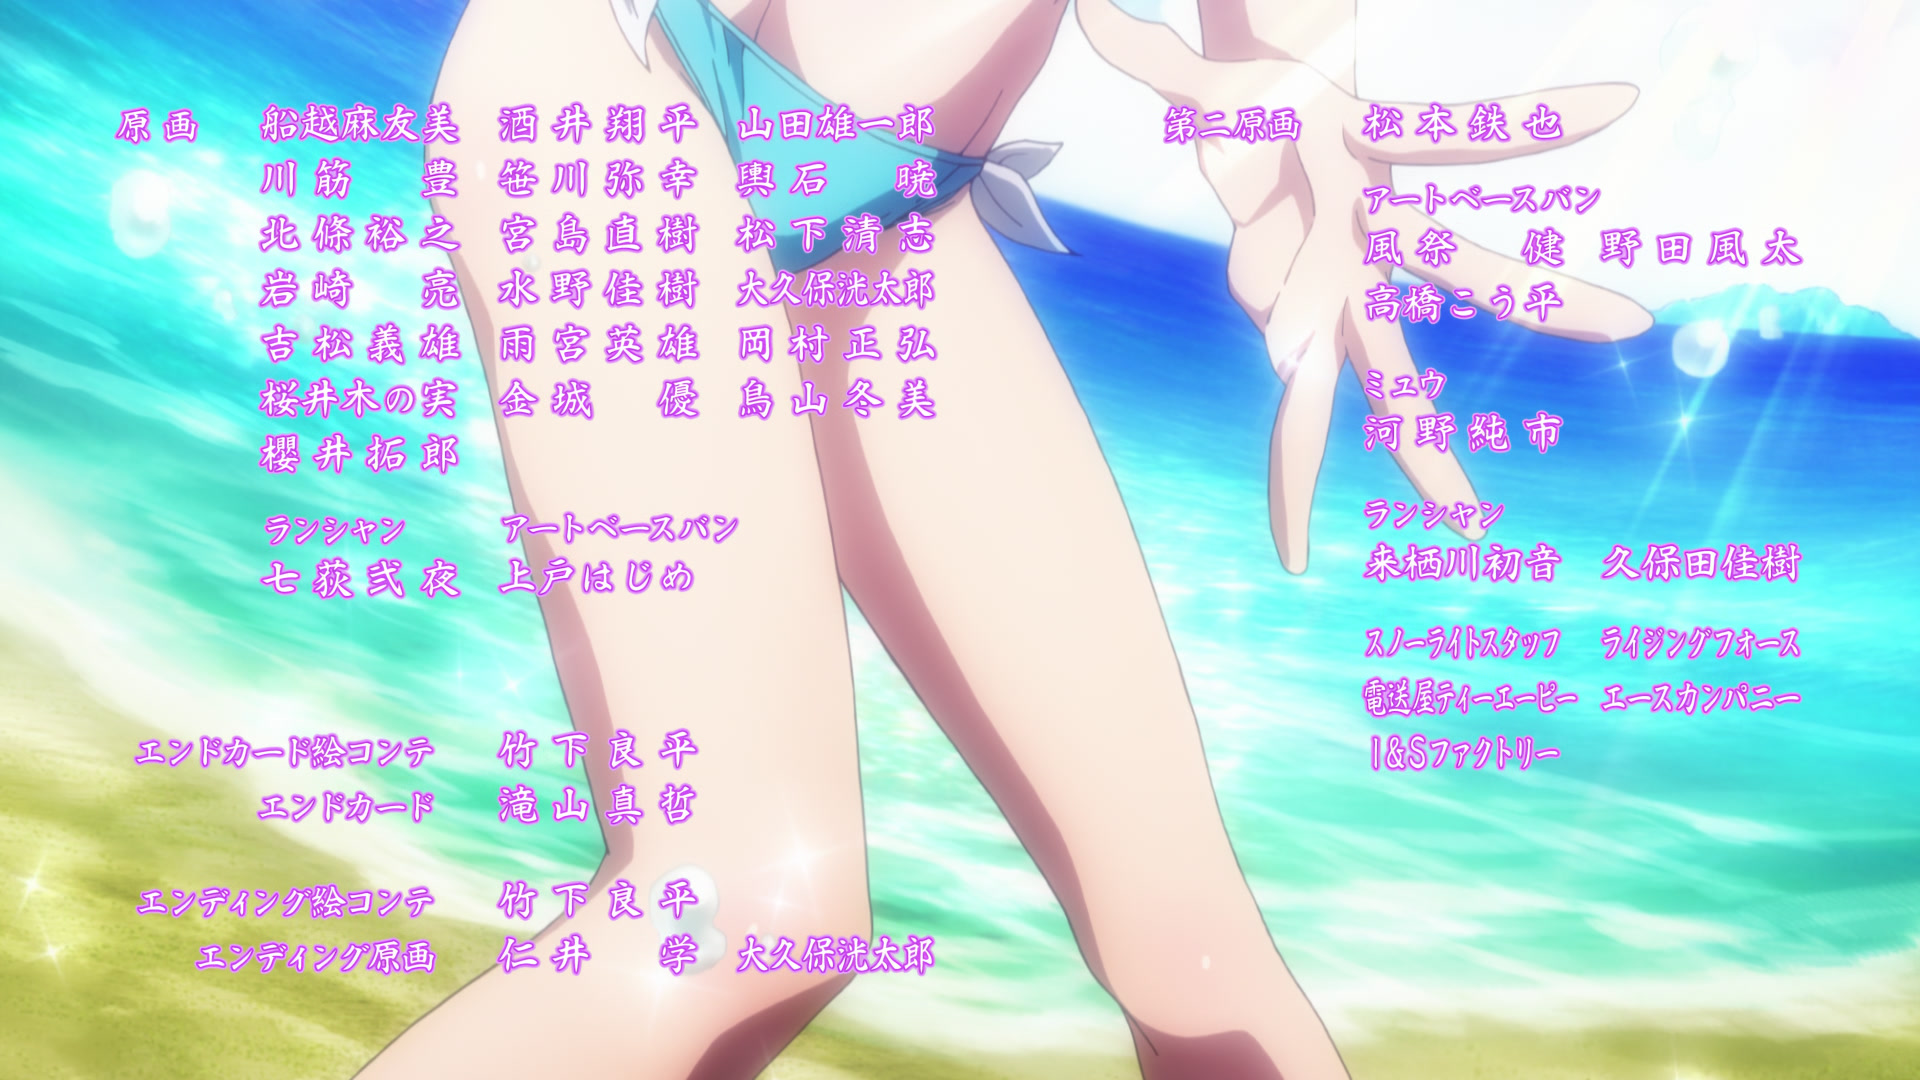 原画 船越麻友美 酒井翔平 山田雄一郎
川筋 豊 笹川弥幸 輿石 暁
北條裕之 宮島直樹 松下清志
岩崎 亮 水野佳樹 大久保洸太郎
吉松義雄 雨宮英雄 岡村正弘
桜井木の実 金城 優 鳥山冬美
櫻井拓郎
ランシャン アートベースバン
七荻弐夜 上戸はじめ
エンドカード絵コンテ 竹下良平
エンドカード 滝山真哲
エンディング絵コンテ 竹下良平
エンディング原画 仁井 学 大久保洸太郎
第二原画 松本鉄也
アートベースバン
風祭 健 野田風太
高橋こう平
ミュウ
河野純市
ランシャン
来栖川初音 久保田佳樹
スノーライトスタッフ ライジングフォース
電送屋ティーエーピー エースカンパニー
I&Sファクトリー